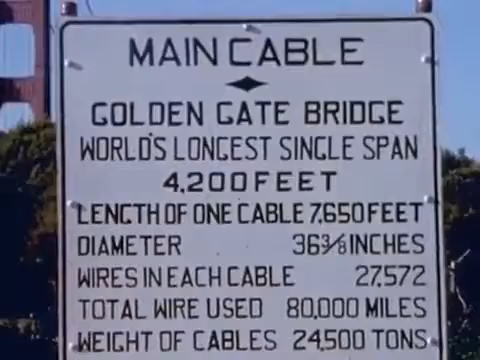 MAIN CABLE
GOLDEN GATE BRIDGE
WORLD'S LONGEST SINGLE SPAN
4,200 FEET
LENGTH OF ONE CABLE 7,650 FEET
DIAMETER 36 3/8 INCHES
WIRES IN EACH CABLE 27,572
TOTAL WIRE USED 80,000 MILES
WEIGHT OF CABLES 24,500 TONS